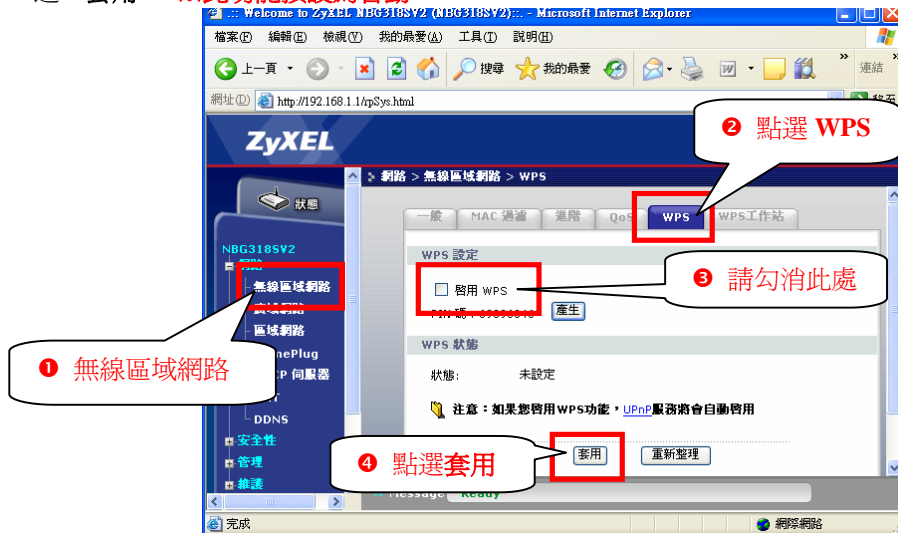 .:: Welcome to ZyXEL NBG318SV2 (NBG318SV2)::. - Microsoft Internet Explorer
檔案(F) 編輯(E) 檢視(V) 我的最愛(A) 工具(T) 說明(H)
上一頁 搜尋 我的最愛 連結
網址(D) http://192.168.1.1/rpSys.html 移至
ZyXEL
❷ 點選 WPS
網路 > 無線區域網路 > WPS
狀態
一般 MAC 過濾 進階 QoS WPS WPS工作站
NBG318SV2
網路
無線區域網路
區域網路
DDNS
安全性
管理
維護
WPS 設定
啟用 WPS
產生
❸ 請勾消此處
WPS 狀態
狀態: 未設定
注意：如果您啟用WPS功能，UPnP服務將會自動啟用
❶ 無線區域網路
❹ 點選套用
套用 重新整理
Message Ready
完成 網際網路